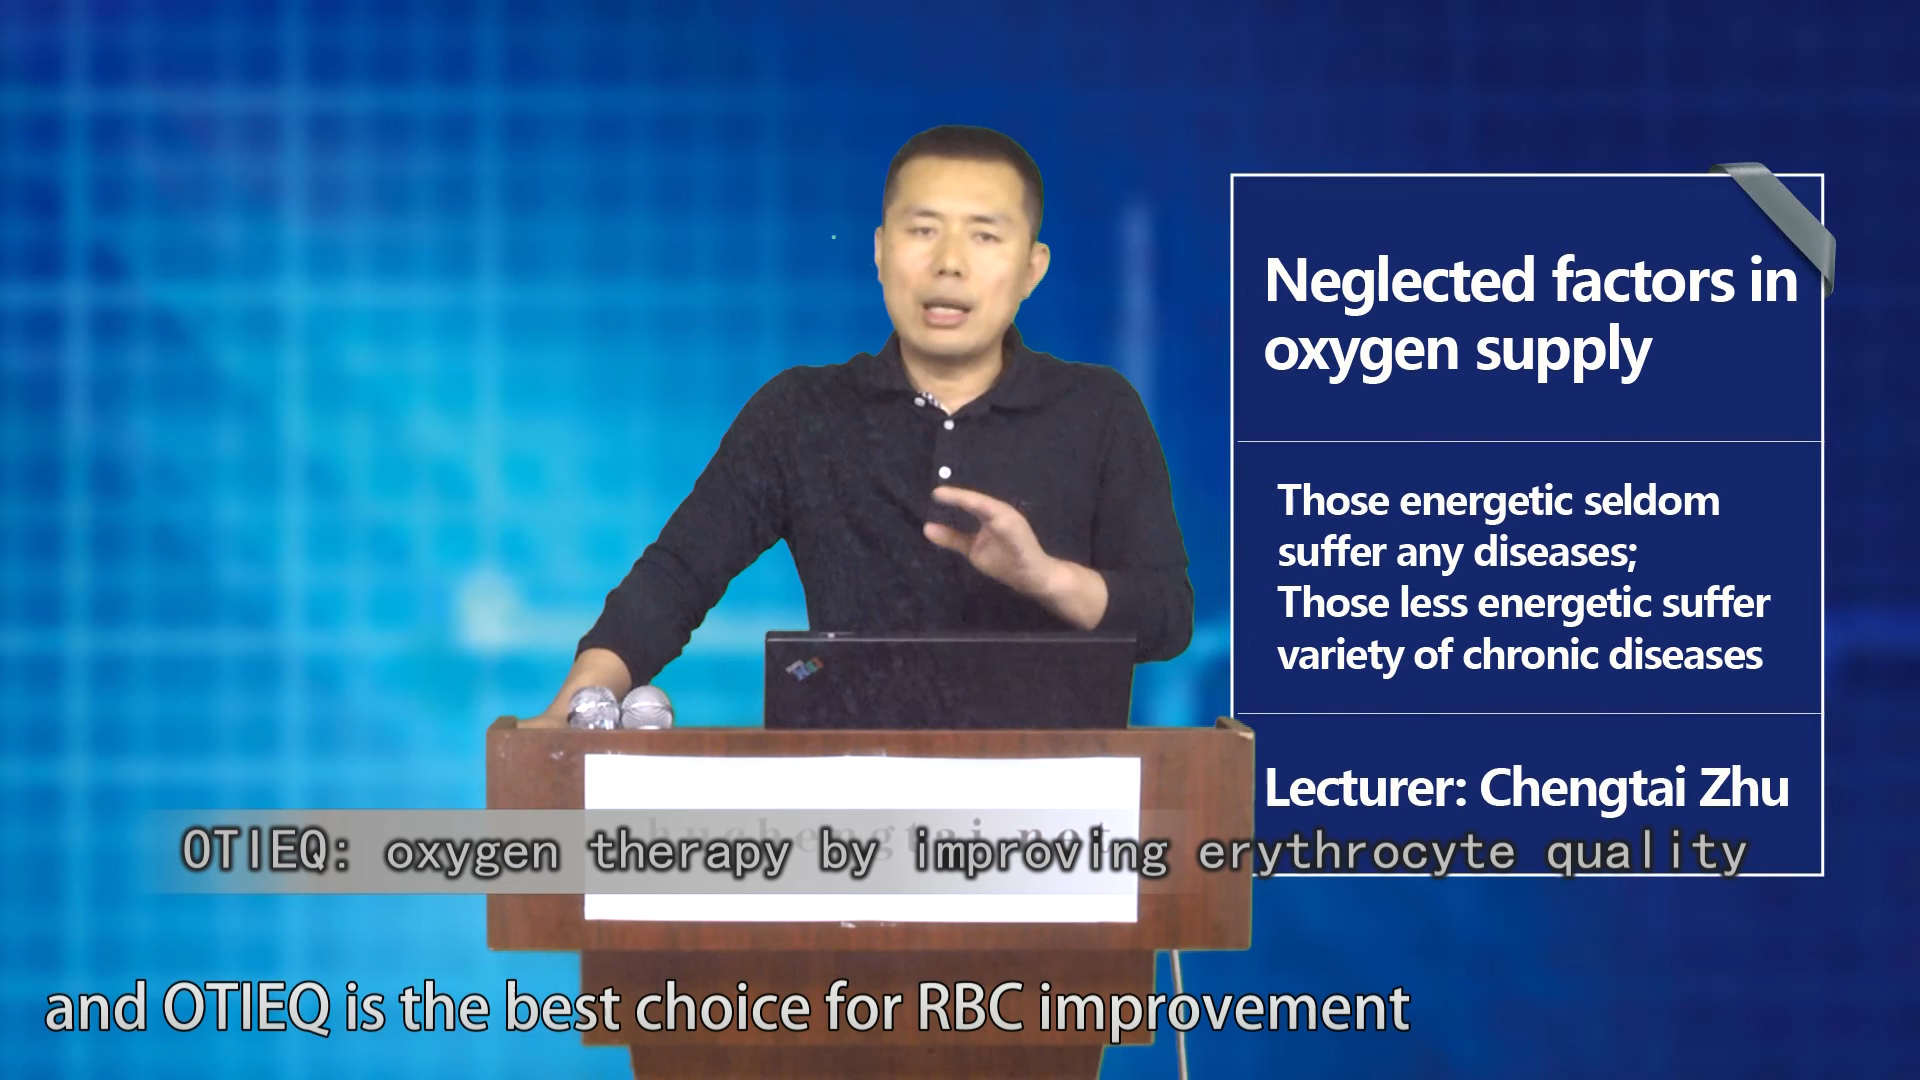 Neglected factors in
oxygen supply
Those energetic seldom
suffer any diseases;
Those less energetic suffer
variety of chronic diseases
Lecturer: Chengtai Zhu
OTIEQ: oxygen therapy by improving erythrocyte quality
and OTIEQ is the best choice for RBC improvement